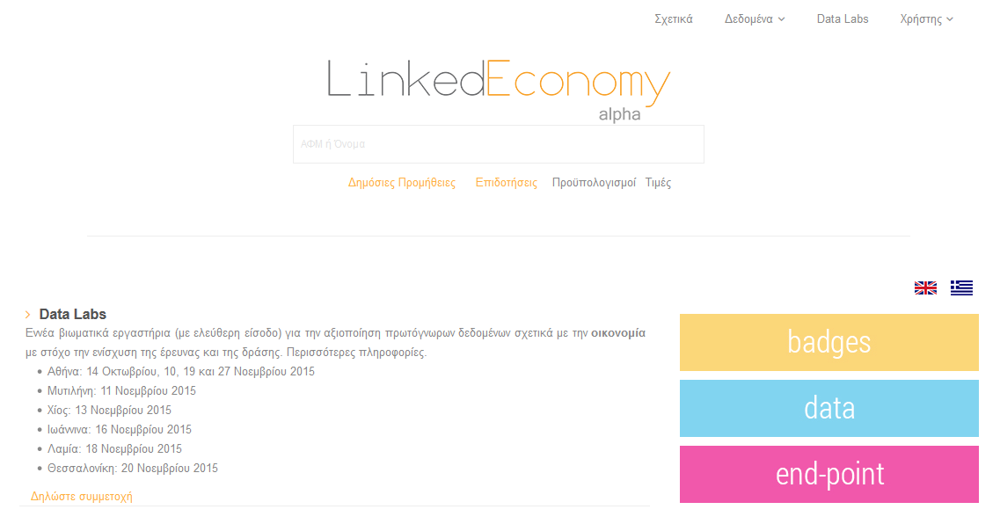 Σχετικά Δεδομένα Data Labs Χρήστης
LinkedEconomy
alpha
ΑΦΜ ή Όνομα
Δημόσιες Προμήθειες Επιδοτήσεις Προϋπολογισμοί Τιμές
Data Labs
Εννέα βιωματικά εργαστήρια (με ελεύθερη είσοδο) για την αξιοποίηση πρωτόγνωρων δεδομένων σχετικά με την οικονομία
με στόχο την ενίσχυση της έρευνας και της δράσης. Περισσότερες πληροφορίες.
• Αθήνα: 14 Οκτωβρίου, 10, 19 και 27 Νοεμβρίου 2015
• Μυτιλήνη: 11 Νοεμβρίου 2015
• Χίος: 13 Νοεμβρίου 2015
• Ιωάννινα: 16 Νοεμβρίου 2015
• Λαμία: 18 Νοεμβρίου 2015
• Θεσσαλονίκη: 20 Νοεμβρίου 2015
Δηλώστε συμμετοχή
badges
data
end-point